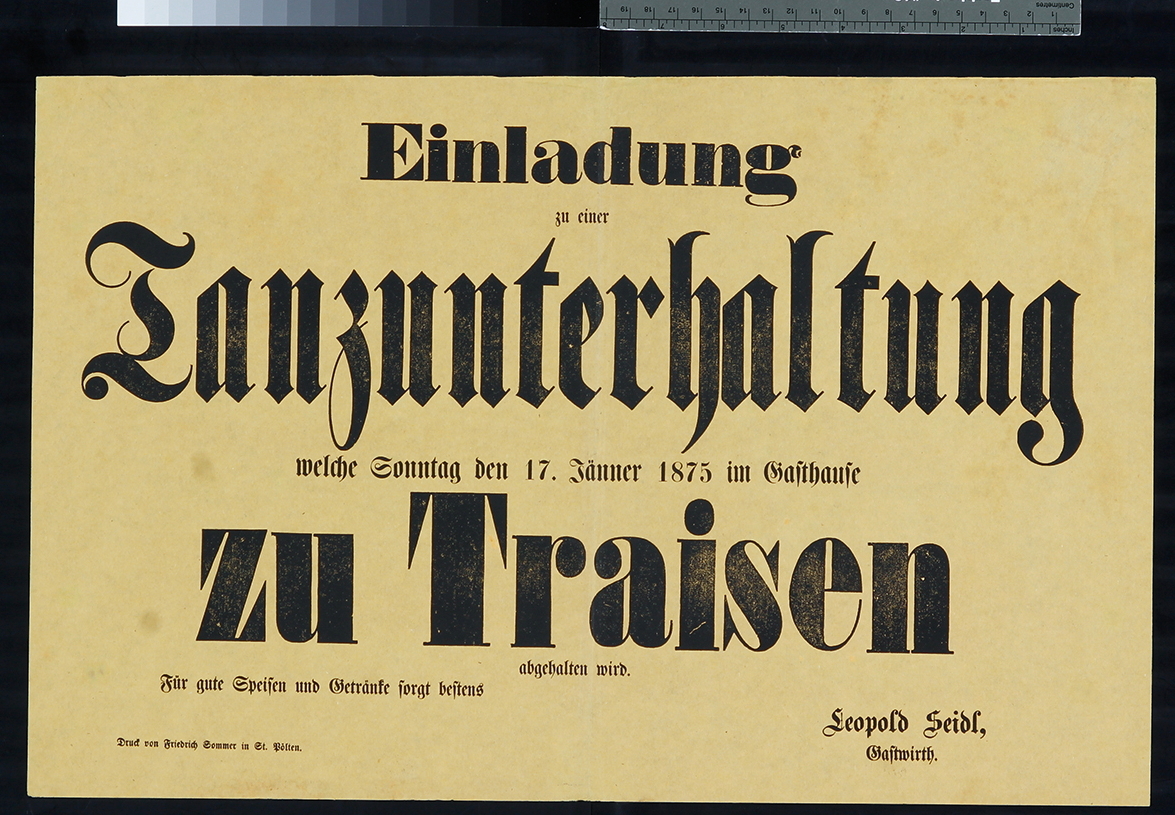 Einladung
zu einer
Tanzunterhaltung
welche Sonntag den 17. Jänner 1875 im Gasthause
zu Traisen
abgehalten wird.
Für gute Speisen und Getränke sorgt bestens
Leopold Seidl,
Gastwirth.
Druck von Friedrich Sommer in St. Pölten.